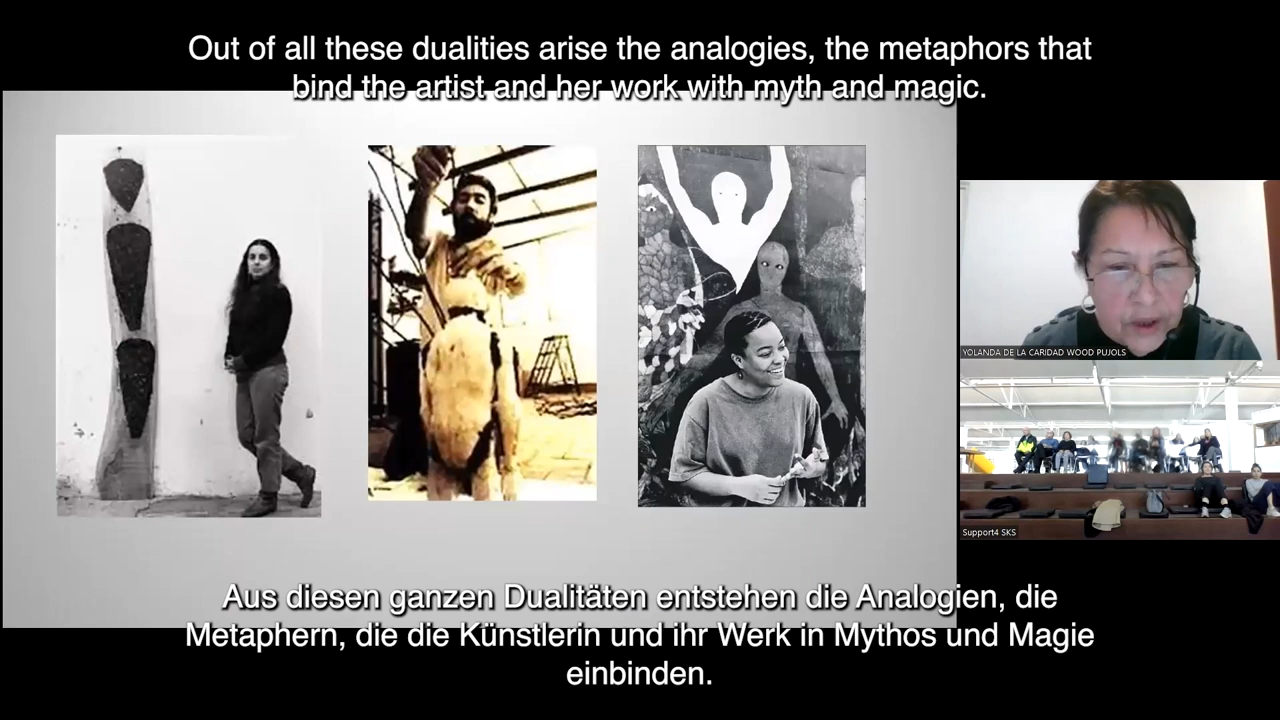 Out of all these dualities arise the analogies, the metaphors that
bind the artist and her work with myth and magic.
YOLANDA DE LA CARIDAD WOOD PUJOLS
Support4 SKS
Aus diesen ganzen Dualitäten entstehen die Analogien, die
Metaphern, die die Künstlerin und ihr Werk in Mythos und Magie
einbinden.